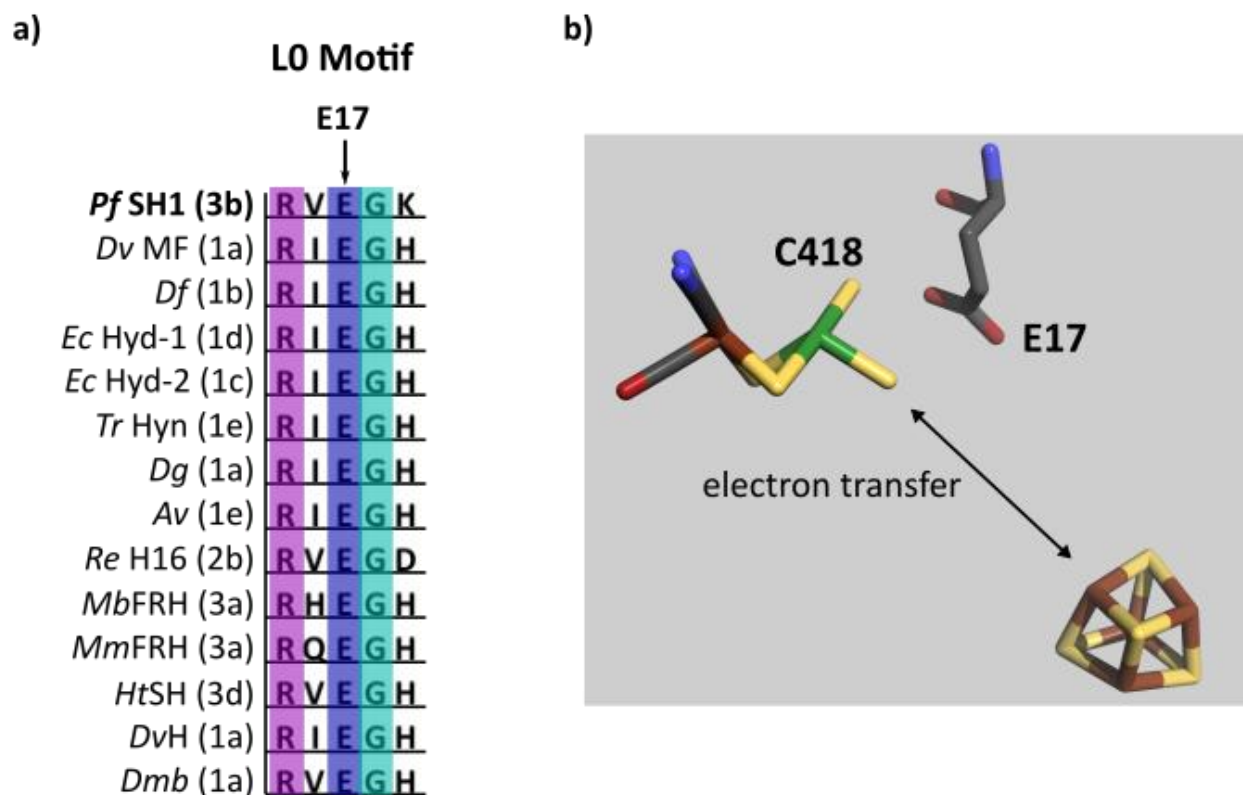 a)
L0 Motif
E17
Pf SH1 (3b) R V E G K
Dv MF (1a) R I E G H
Df (1b) R I E G H
Ec Hyd-1 (1d) R I E G H
Ec Hyd-2 (1c) R I E G H
Tr Hyn (1e) R I E G H
Dg (1a) R I E G H
Av (1e) R I E G H
Re H16 (2b) R V E G D
MbFRH (3a) R H E G H
MmFRH (3a) R Q E G H
HtSH (3d) R V E G H
DvH (1a) R I E G H
Dmb (1a) R V E G H
b)
C418
E17
electron transfer